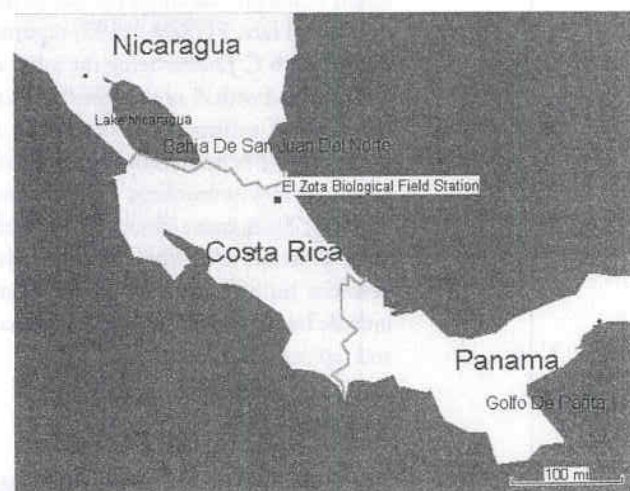 Nicaragua
Lake Nicaragua
Bahia De San Juan Del Norte
El Zota Biological Field Station
Costa Rica
Panama
Golfo De Parita
100 mi